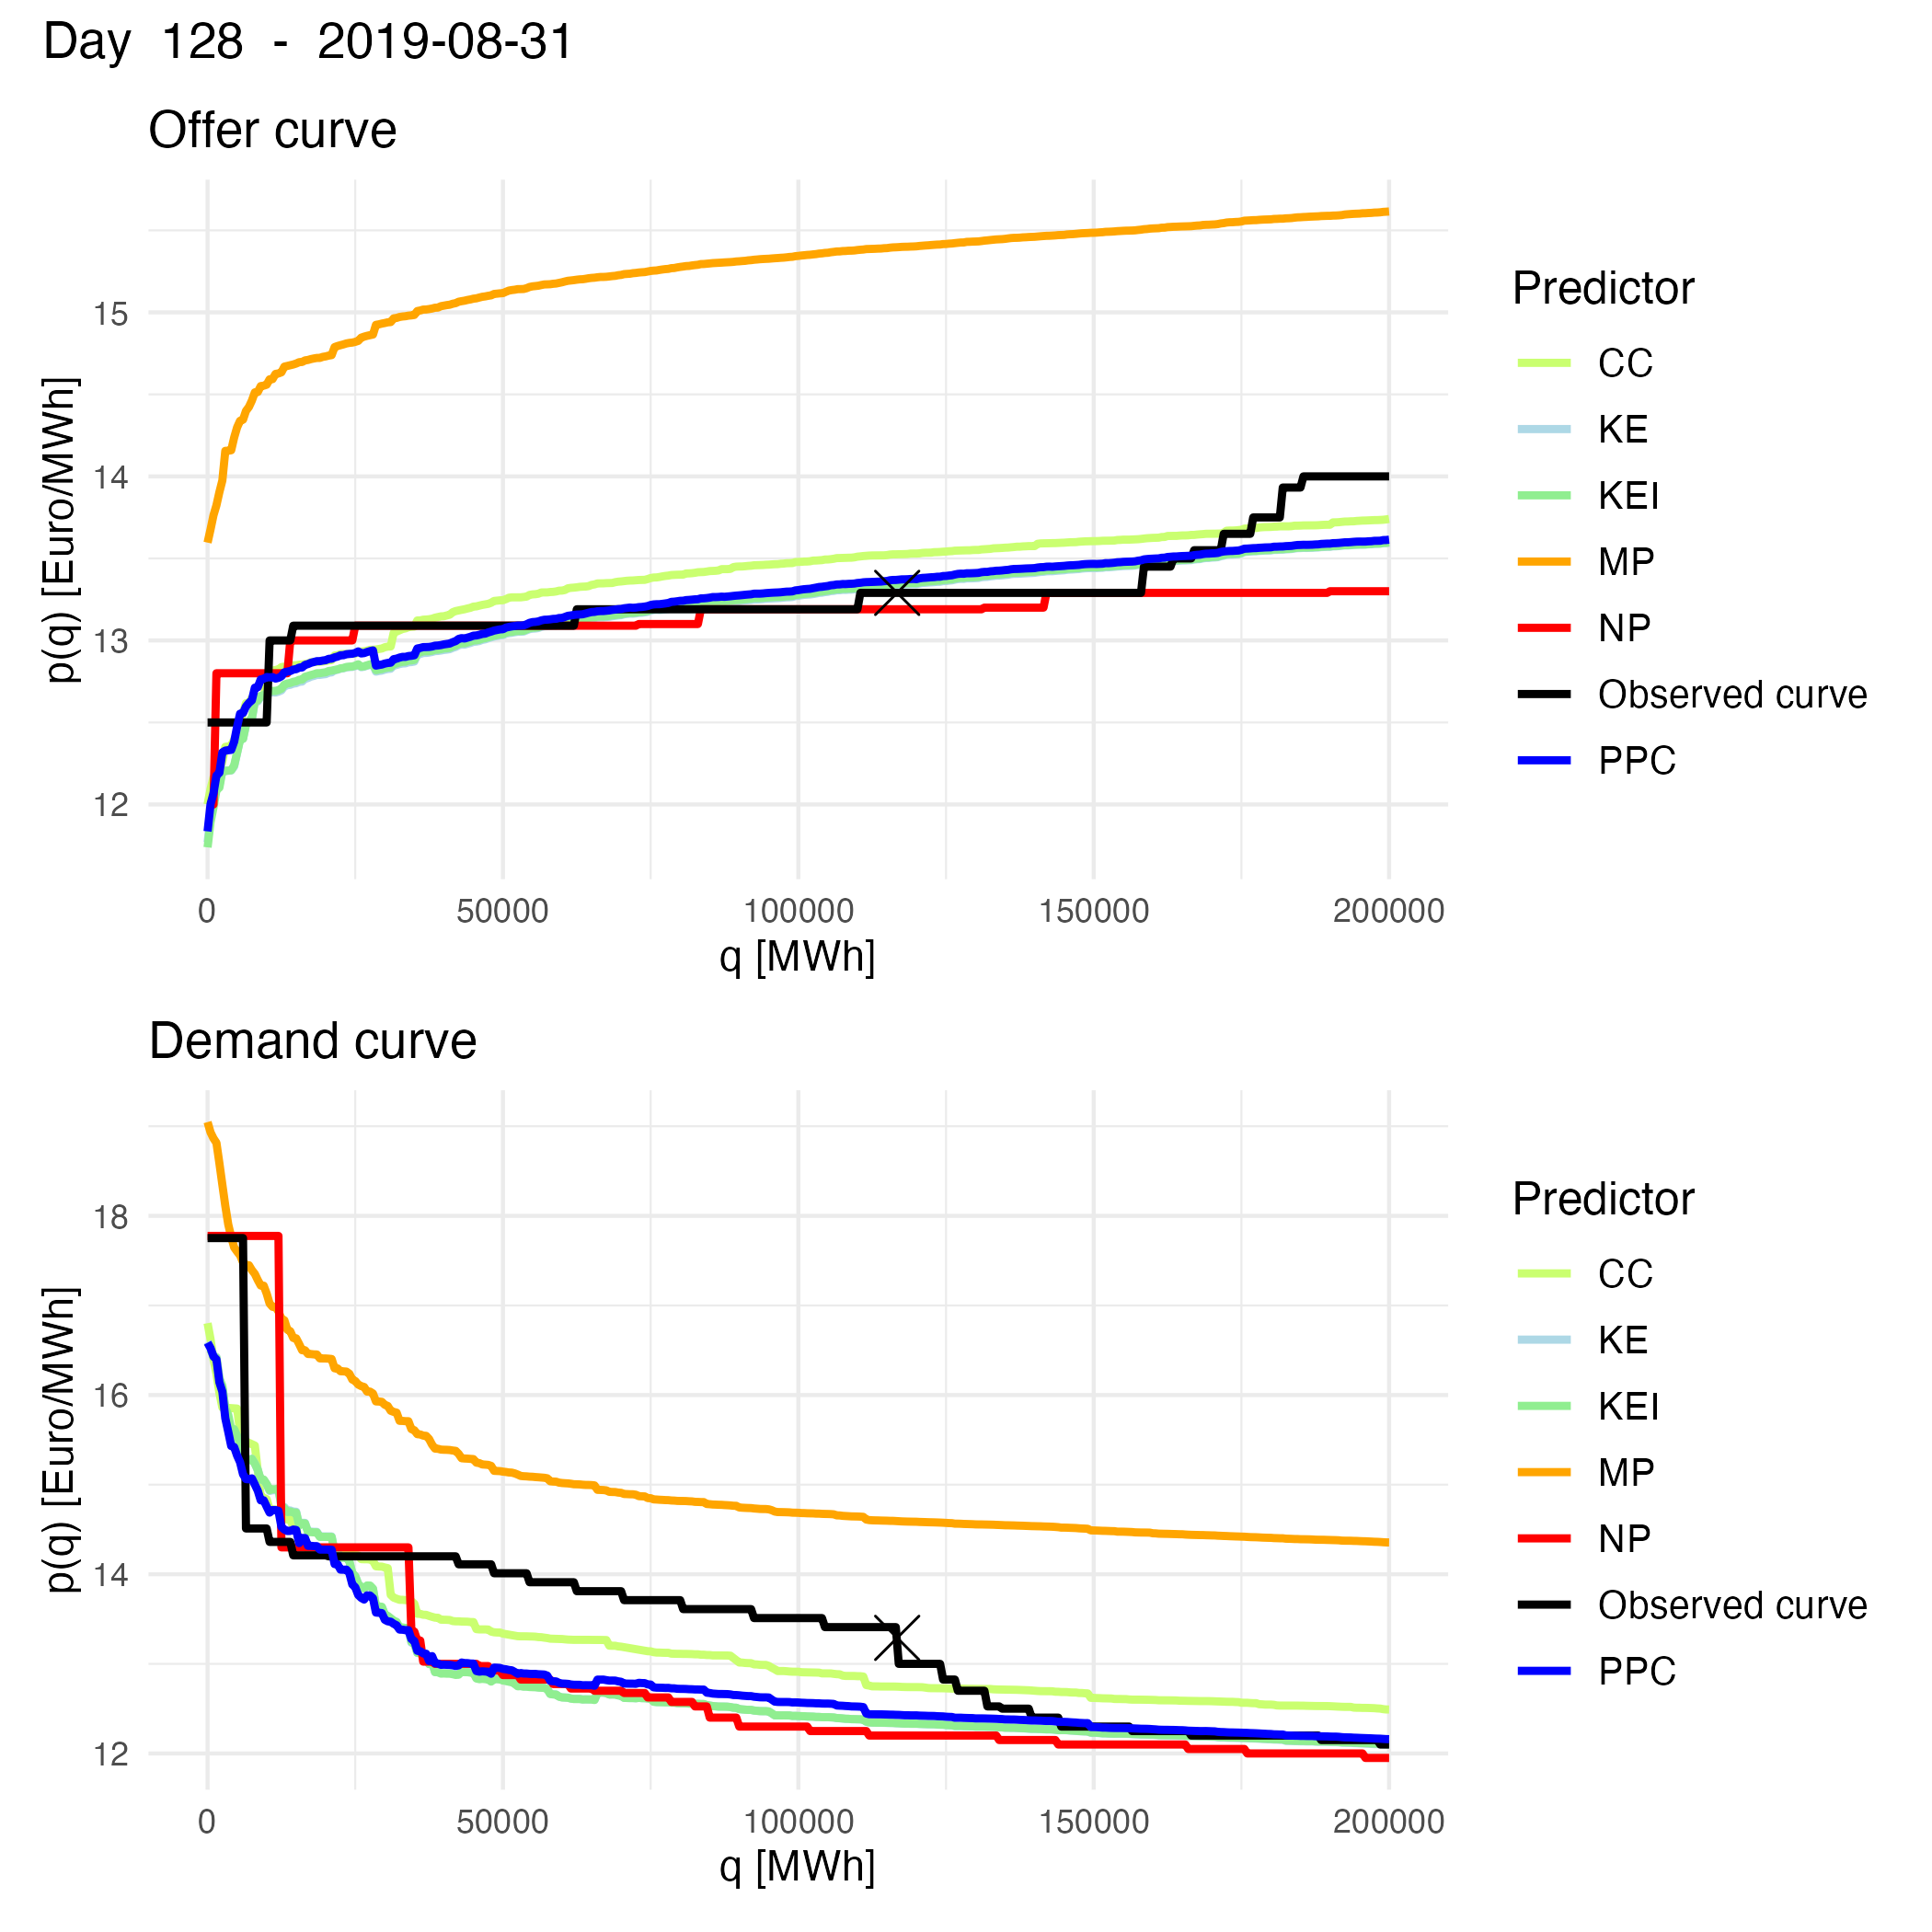 Day 128 - 2019-08-31
Offer curve
p(q) [Euro/MWh]
15
14
13
12
0 50000 100000 150000 200000
q [MWh]
Predictor
CC
KE
KEI
MP
NP
Observed curve
PPC
Demand curve
p(q) [Euro/MWh]
18
16
14
12
0 50000 100000 150000 200000
q [MWh]
Predictor
CC
KE
KEI
MP
NP
Observed curve
PPC